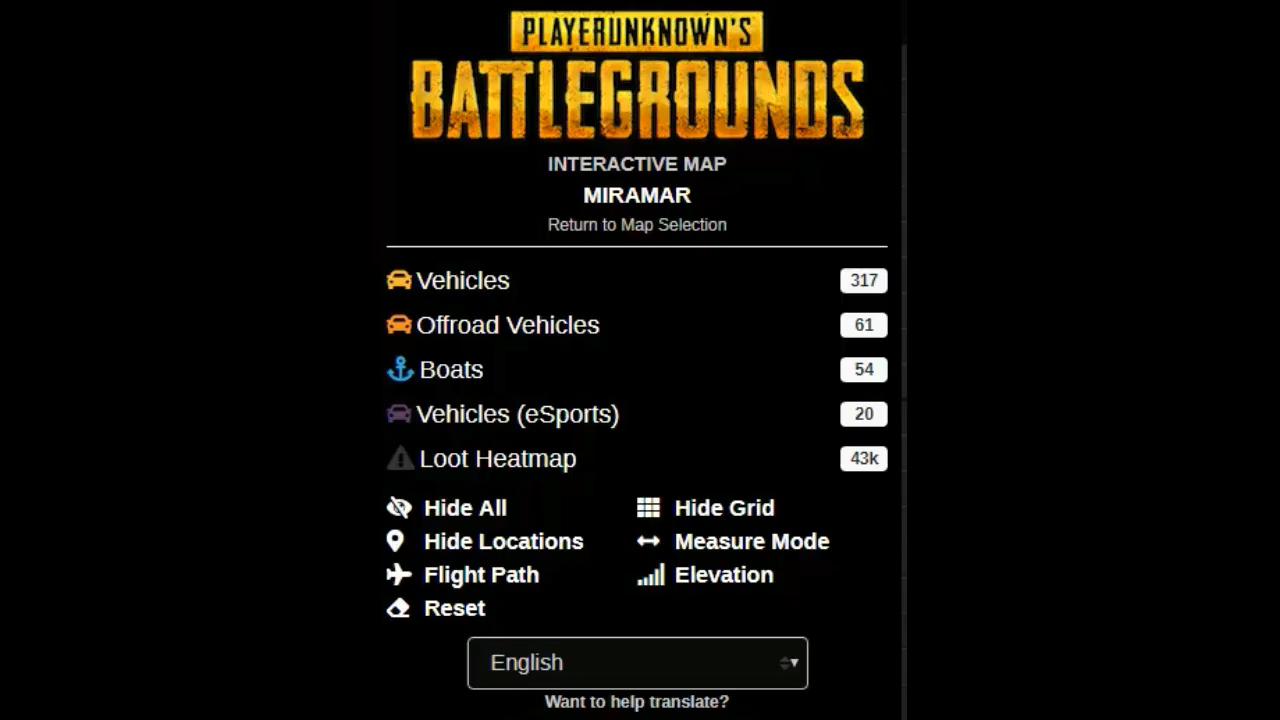 PLAYERUNKNOWN'S
BATTLEGROUNDS
INTERACTIVE MAP
MIRAMAR
Return to Map Selection
Vehicles 317
Offroad Vehicles 61
Boats 54
Vehicles (eSports) 20
Loot Heatmap 43k
Hide All Hide Grid
Hide Locations Measure Mode
Flight Path Elevation
Reset
English
Want to help translate?